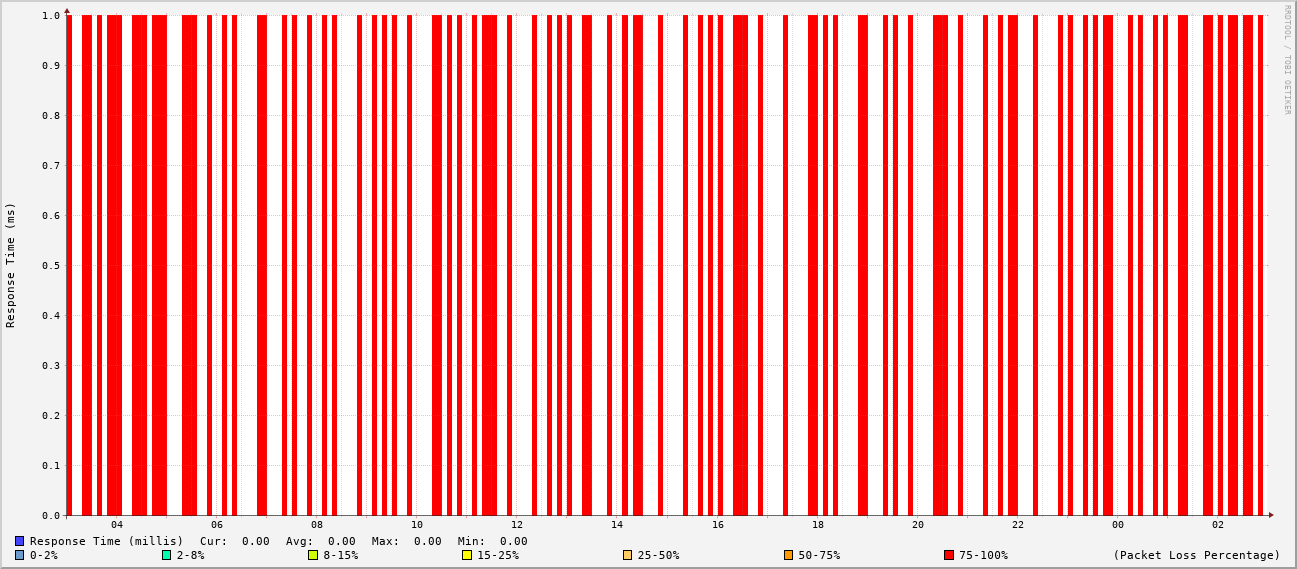 RRDTOOL / TOBI OETIKER
Response Time (ms)
1.0
0.9
0.8
0.7
0.6
0.5
0.4
0.3
0.2
0.1
0.0
04 06 08 10 12 14 16 18 20 22 00 02
Response Time (millis) Cur: 0.00 Avg: 0.00 Max: 0.00 Min: 0.00
0-2% 2-8% 8-15% 15-25% 25-50% 50-75% 75-100% (Packet Loss Percentage)